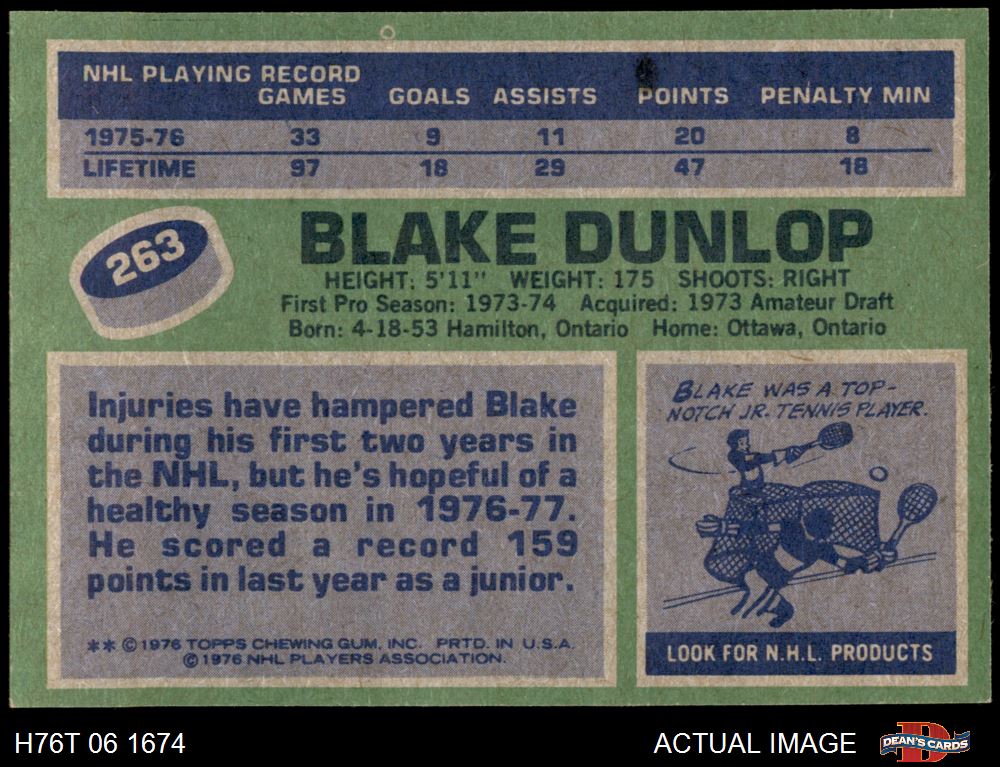 NHL PLAYING RECORD
GAMES GOALS ASSISTS POINTS PENALTY MIN
1975-76 33 9 11 20 8
LIFETIME 97 18 29 47 18
263
BLAKE DUNLOP
HEIGHT: 5'11" WEIGHT: 175 SHOOTS: RIGHT
First Pro Season: 1973-74 Acquired: 1973 Amateur Draft
Born: 4-18-53 Hamilton, Ontario Home: Ottawa, Ontario
Injuries have hampered Blake
during his first two years in
the NHL, but he's hopeful of a
healthy season in 1976-77.
He scored a record 159
points in last year as a junior.
** © 1976 TOPPS CHEWING GUM, INC. PRTD. IN U.S.A.
© 1976 NHL PLAYERS ASSOCIATION.
BLAKE WAS A TOP-
NOTCH JR. TENNIS PLAYER.
LOOK FOR N.H.L. PRODUCTS
H76T 06 1674
ACTUAL IMAGE
D
DEAN'S CARDS